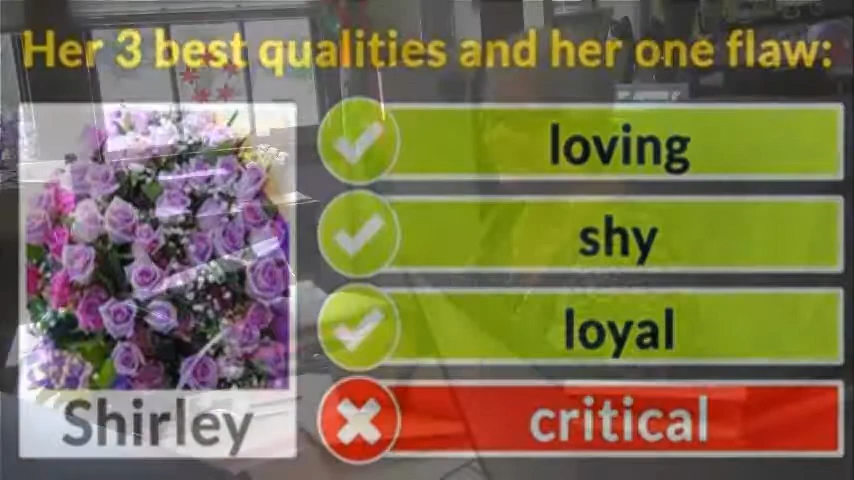 Her 3 best qualities and her one flaw:
loving
shy
loyal
critical
Shirley